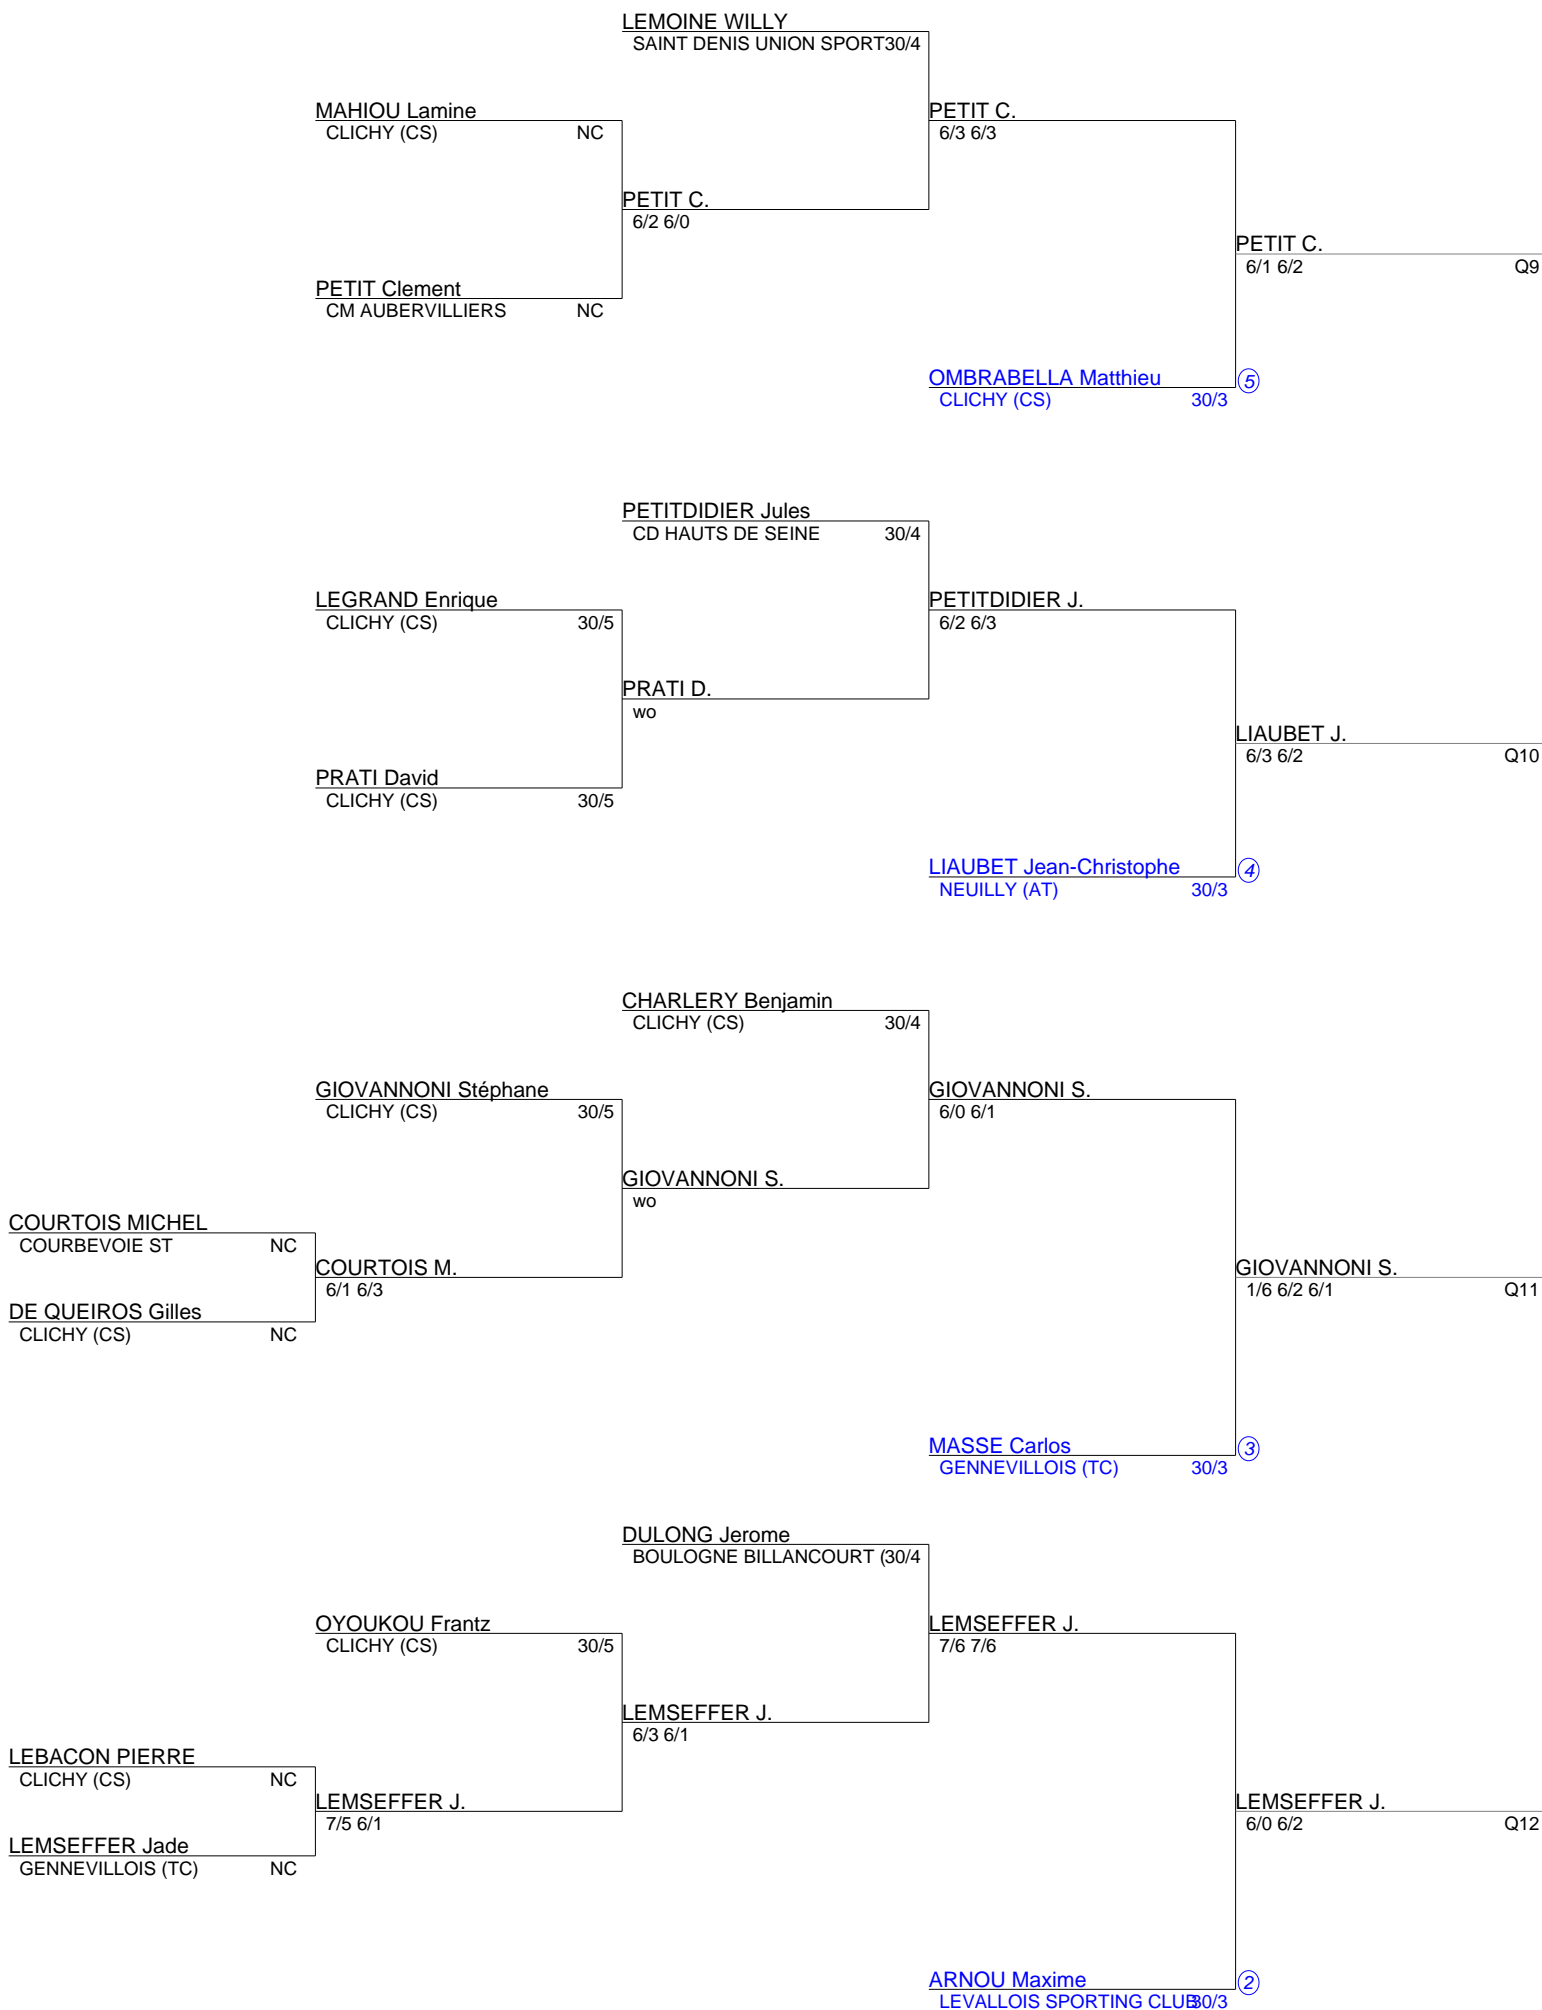 LEMOINE WILLY
SAINT DENIS UNION SPORT30/4
MAHIOU Lamine
CLICHY (CS) NC
PETIT C.
6/3 6/3
PETIT C.
6/2 6/0
PETIT C.
6/1 6/2 Q9
PETIT Clement
CM AUBERVILLIERS NC
OMBRABELLA Matthieu 5
CLICHY (CS) 30/3
PETITDIDIER Jules
CD HAUTS DE SEINE 30/4
LEGRAND Enrique
CLICHY (CS) 30/5
PETITDIDIER J.
6/2 6/3
PRATI D.
wo
LIAUBET J.
6/3 6/2 Q10
PRATI David
CLICHY (CS) 30/5
LIAUBET Jean-Christophe 4
NEUILLY (AT) 30/3
CHARLERY Benjamin
CLICHY (CS) 30/4
GIOVANNONI Stéphane
CLICHY (CS) 30/5
GIOVANNONI S.
6/0 6/1
GIOVANNONI S.
wo
COURTOIS MICHEL
COURBEVOIE ST NC
COURTOIS M.
6/1 6/3
GIOVANNONI S.
1/6 6/2 6/1 Q11
DE QUEIROS Gilles
CLICHY (CS) NC
MASSE Carlos 3
GENNEVILLOIS (TC) 30/3
DULONG Jerome
BOULOGNE BILLANCOURT (30/4
OYOUKOU Frantz
CLICHY (CS) 30/5
LEMSEFFER J.
7/6 7/6
LEMSEFFER J.
6/3 6/1
LEBACON PIERRE
CLICHY (CS) NC
LEMSEFFER J.
7/5 6/1
LEMSEFFER J.
6/0 6/2 Q12
LEMSEFFER Jade
GENNEVILLOIS (TC) NC
ARNOU Maxime 2
LEVALLOIS SPORTING CLUB30/3